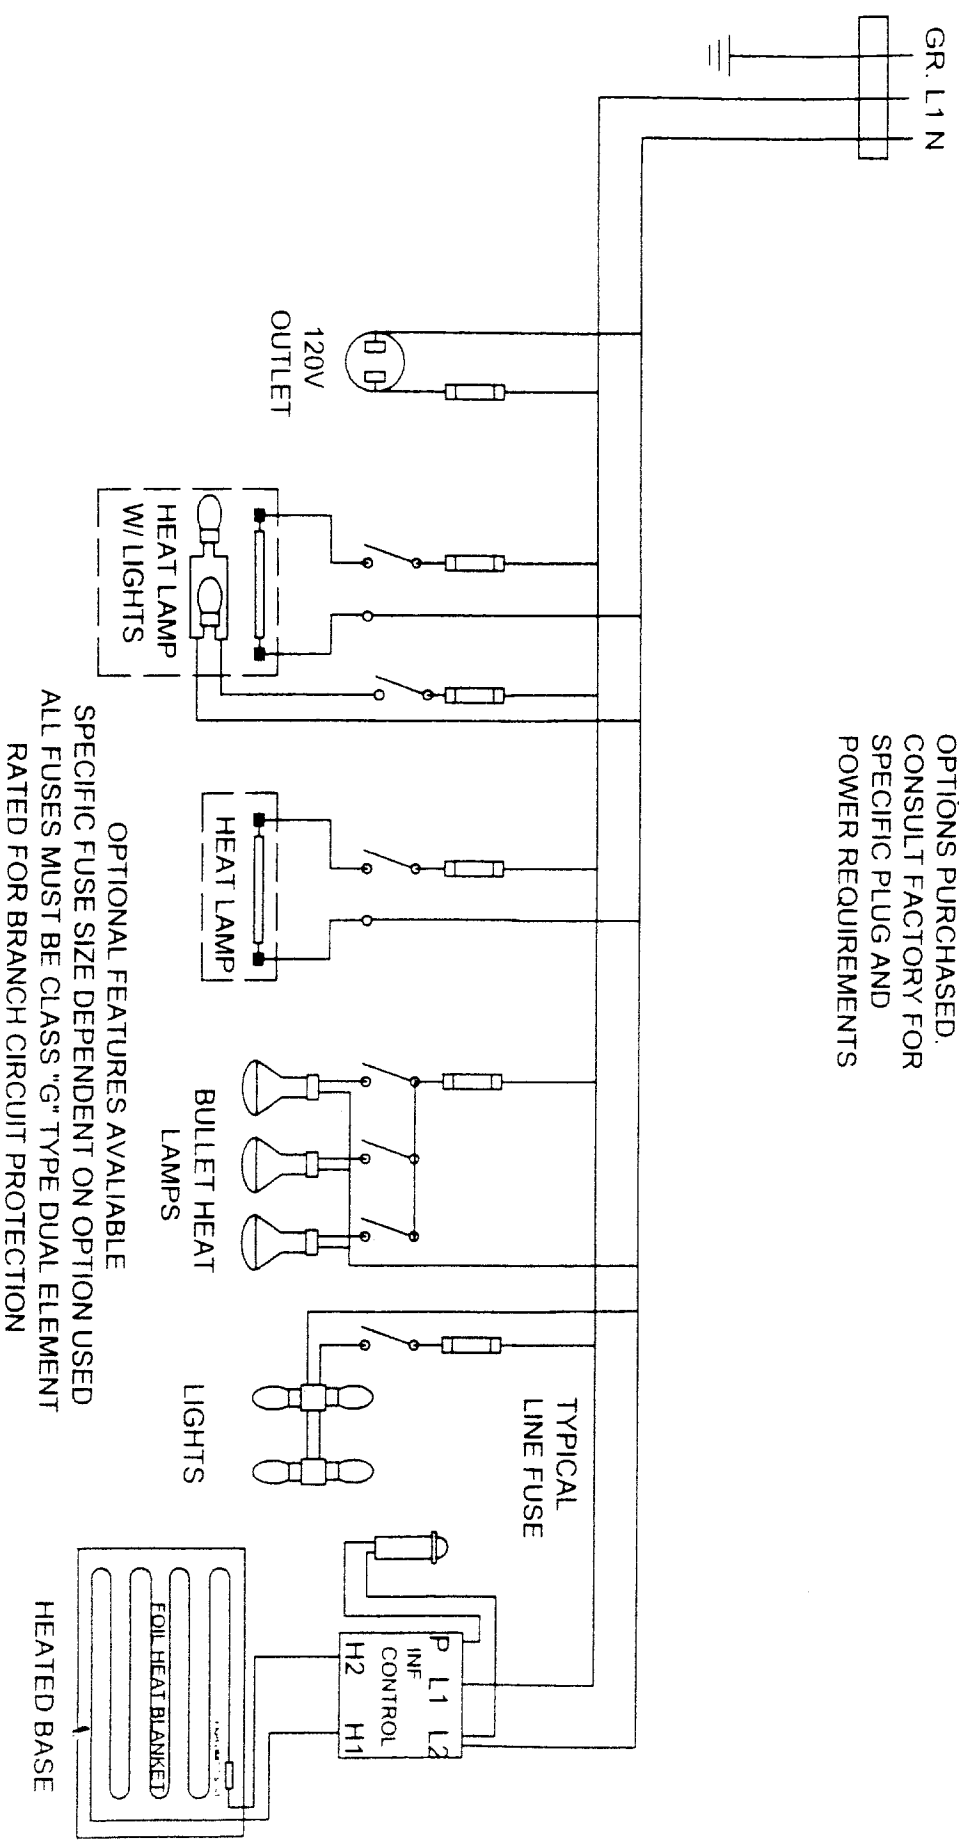 GR. L1 N
OPTIONS PURCHASED.
CONSULT FACTORY FOR
SPECIFIC PLUG AND
POWER REQUIREMENTS
120V
OUTLET
HEAT LAMP
W/ LIGHTS
HEAT LAMP
BULLET HEAT
LAMPS
LIGHTS
TYPICAL
LINE FUSE
P L1 L2
INF
CONTROL
H2 H1
FOIL HEAT BLANKET
HEATED BASE
OPTIONAL FEATURES AVALIABLE
SPECIFIC FUSE SIZE DEPENDENT ON OPTION USED
ALL FUSES MUST BE CLASS "G" TYPE DUAL ELEMENT
RATED FOR BRANCH CIRCUIT PROTECTION